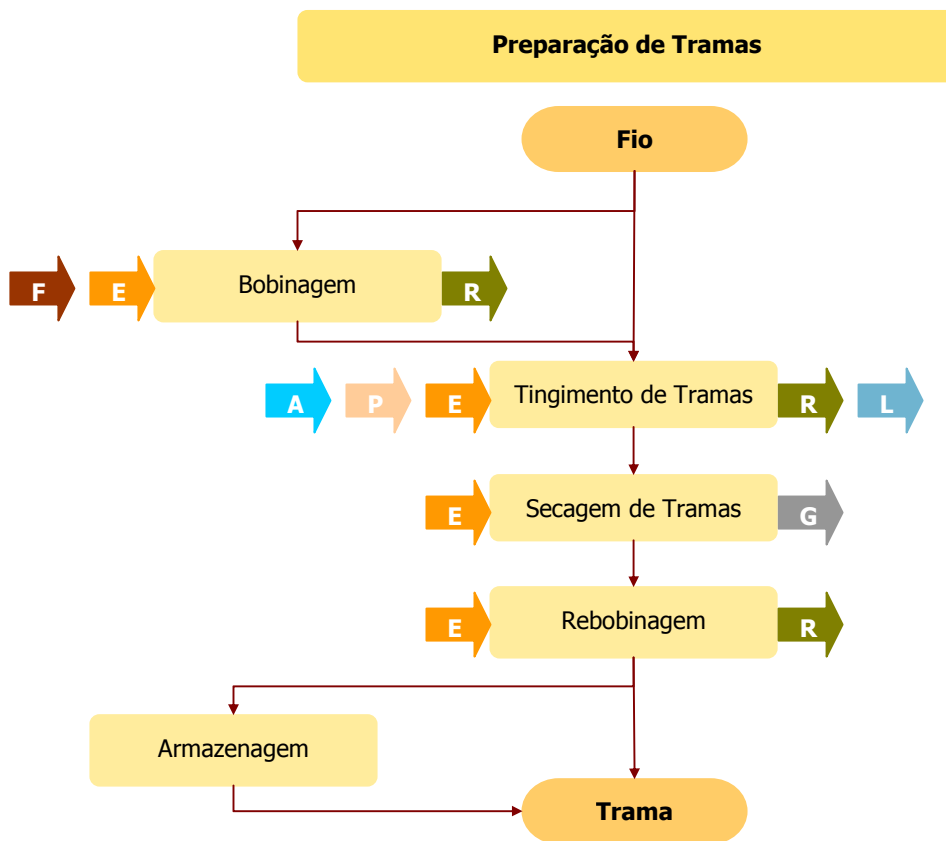 Preparação de Tramas
Fio
F E Bobinagem R
A P E Tingimento de Tramas R L
E Secagem de Tramas G
E Rebobinagem R
Armazenagem
Trama